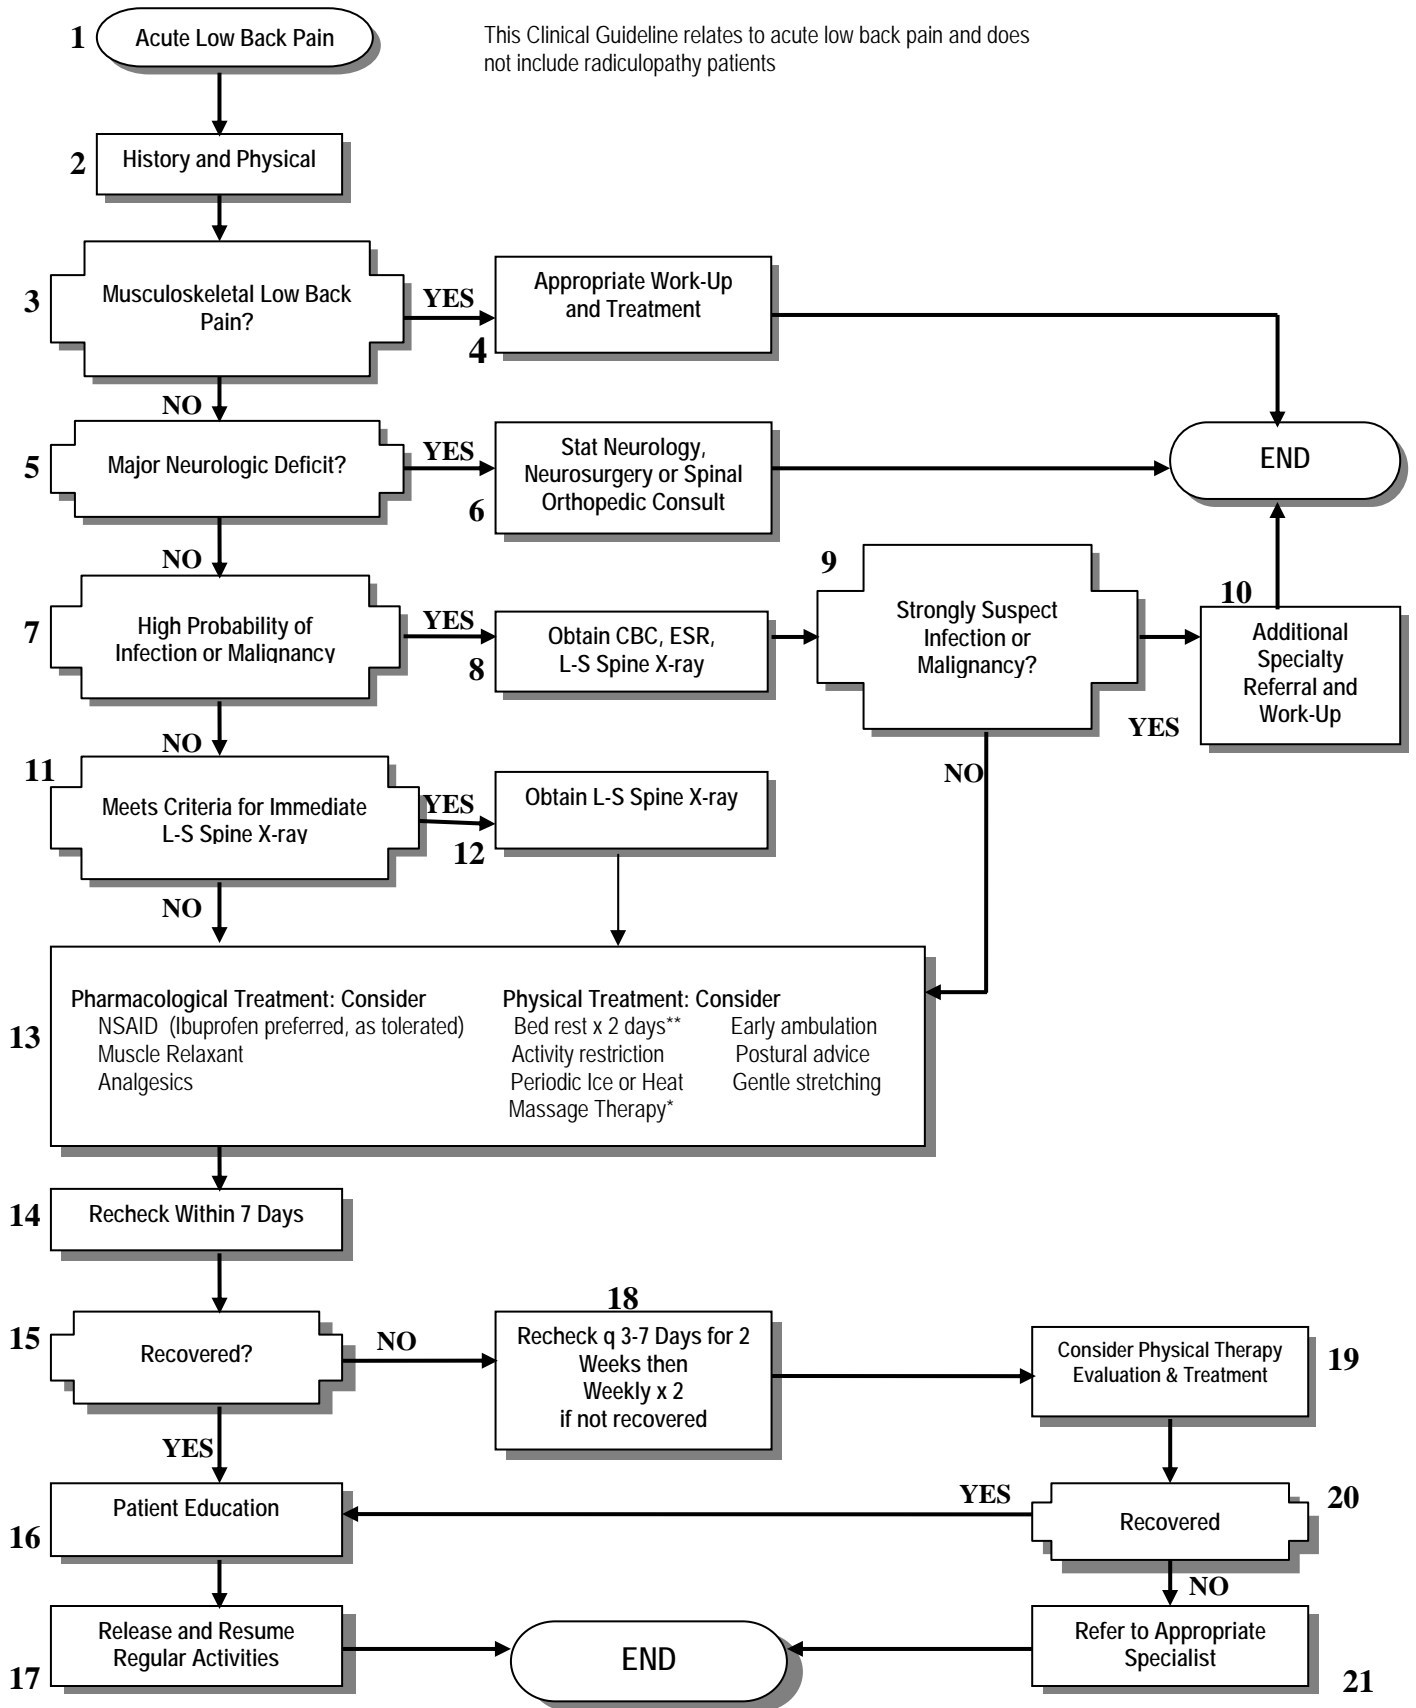 1
Acute Low Back Pain
This Clinical Guideline relates to acute low back pain and does
not include radiculopathy patients
2
History and Physical
3
Musculoskeletal Low Back
Pain?
YES
4
Appropriate Work-Up
and Treatment
NO
5
Major Neurologic Deficit?
YES
6
Stat Neurology,
Neurosurgery or Spinal
Orthopedic Consult
END
NO
7
High Probability of
Infection or Malignancy
YES
8
Obtain CBC, ESR,
L-S Spine X-ray
9
Strongly Suspect
Infection or
Malignancy?
YES
10
Additional
Specialty
Referral and
Work-Up
NO
NO
11
Meets Criteria for Immediate
L-S Spine X-ray
YES
12
Obtain L-S Spine X-ray
NO
13
Pharmacological Treatment: Consider
NSAID (Ibuprofen preferred, as tolerated)
Muscle Relaxant
Analgesics
Physical Treatment: Consider
Bed rest x 2 days** Early ambulation
Activity restriction Postural advice
Periodic Ice or Heat Gentle stretching
Massage Therapy*
14
Recheck Within 7 Days
15
Recovered?
NO
18
Recheck q 3-7 Days for 2
Weeks then
Weekly x 2
if not recovered
Consider Physical Therapy
Evaluation & Treatment
19
YES
16
Patient Education
YES
20
Recovered
NO
17
Release and Resume
Regular Activities
END
Refer to Appropriate
Specialist
21